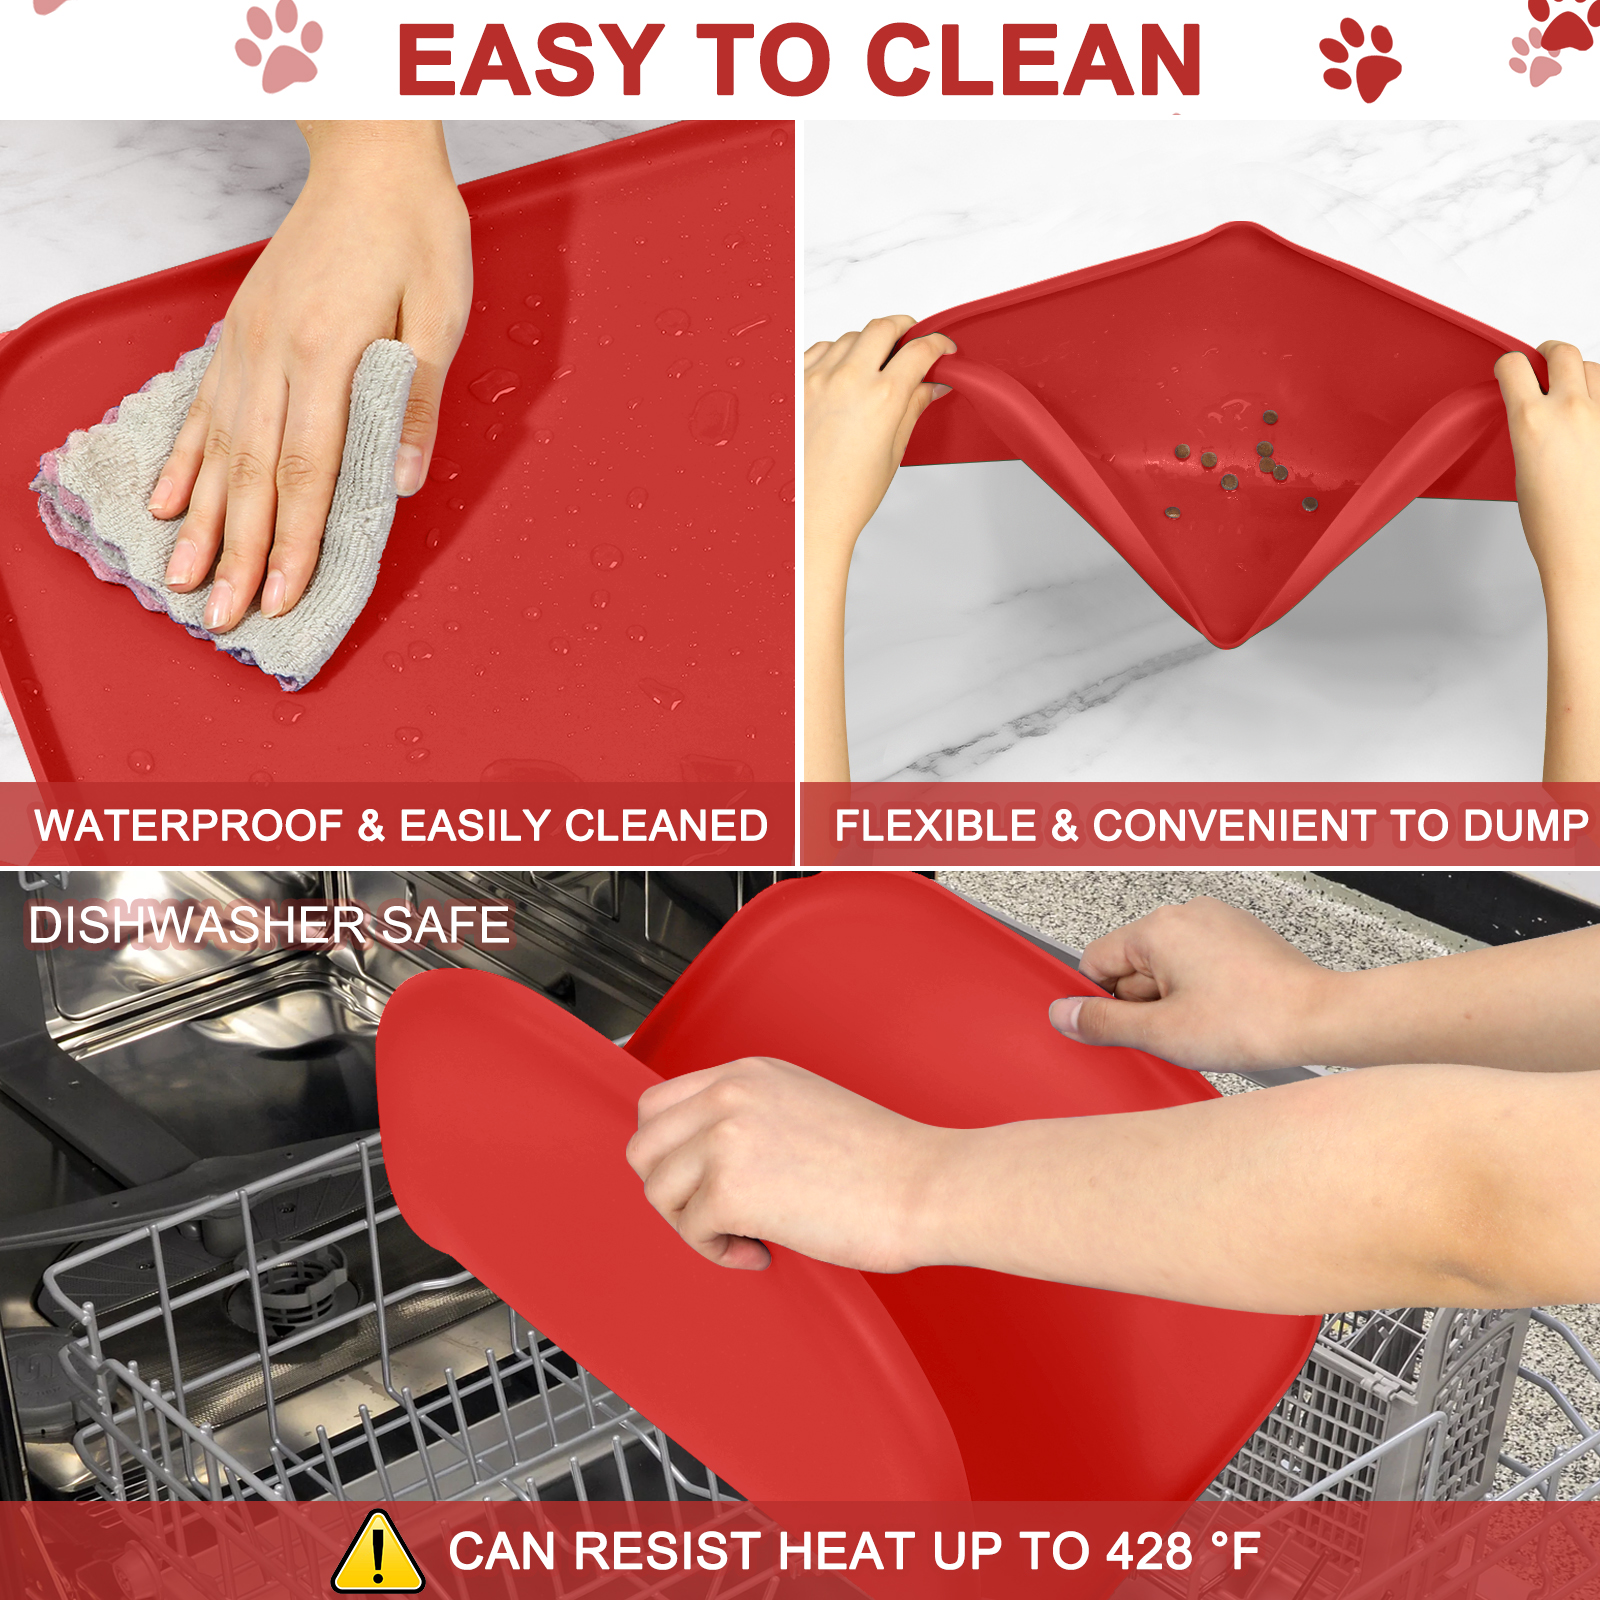 EASY TO CLEAN
WATERPROOF & EASILY CLEANED
FLEXIBLE & CONVENIENT TO DUMP
DISHWASHER SAFE
CAN RESIST HEAT UP TO 428 °F